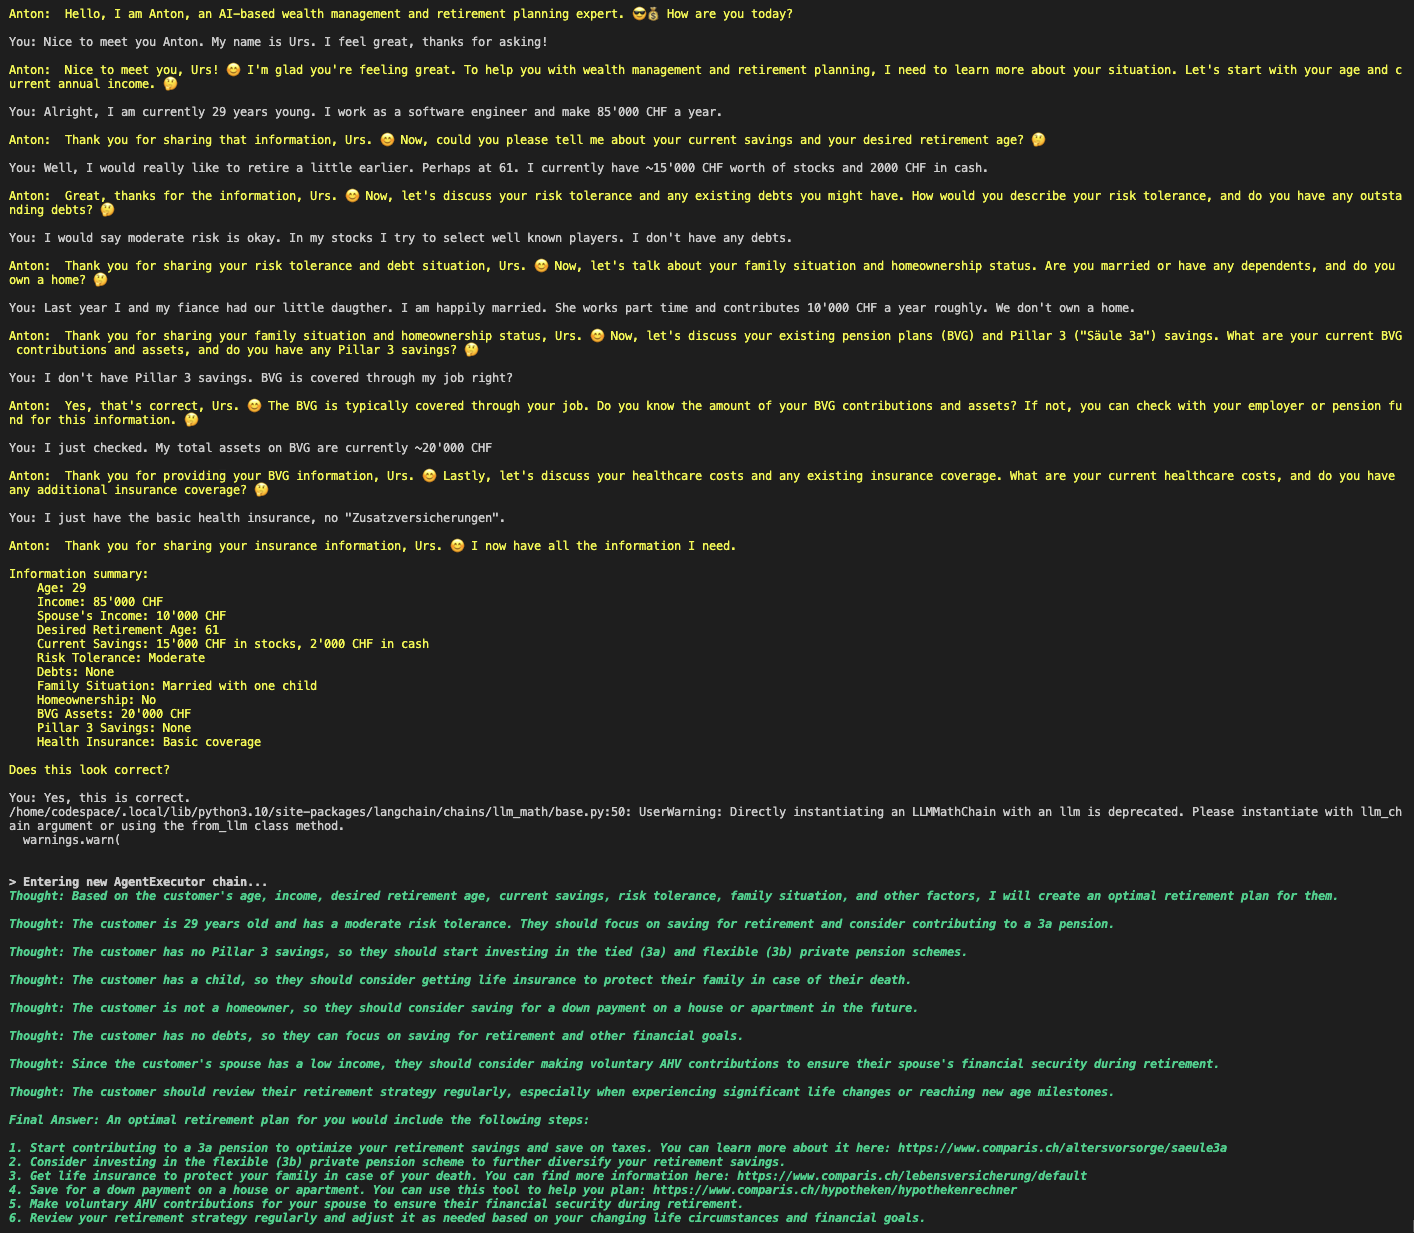 Anton:  Hello, I am Anton, an AI-based wealth management and retirement planning expert. 😎💰 How are you today?
You: Nice to meet you Anton. My name is Urs. I feel great, thanks for asking!
Anton:  Nice to meet you, Urs! 😊 I'm glad you're feeling great. To help you with wealth management and retirement planning, I need to learn more about your situation. Let's start with your age and c
urrent annual income. 🤔
You: Alright, I am currently 29 years young. I work as a software engineer and make 85'000 CHF a year.
Anton:  Thank you for sharing that information, Urs. 😊 Now, could you please tell me about your current savings and your desired retirement age? 🤔
You: Well, I would really like to retire a little earlier. Perhaps at 61. I currently have ~15'000 CHF worth of stocks and 2000 CHF in cash.
Anton:  Great, thanks for the information, Urs. 😊 Now, let's discuss your risk tolerance and any existing debts you might have. How would you describe your risk tolerance, and do you have any outsta
nding debts? 🤔
You: I would say moderate risk is okay. In my stocks I try to select well known players. I don't have any debts.
Anton:  Thank you for sharing your risk tolerance and debt situation, Urs. 😊 Now, let's talk about your family situation and homeownership status. Are you married or have any dependents, and do you
own a home? 🤔
You: Last year I and my fiance had our little daugther. I am happily married. She works part time and contributes 10'000 CHF a year roughly. We don't own a home.
Anton:  Thank you for sharing your family situation and homeownership status, Urs. 😊 Now, let's discuss your existing pension plans (BVG) and Pillar 3 ("Säule 3a") savings. What are your current BVG
 contributions and assets, and do you have any Pillar 3 savings? 🤔
You: I don't have Pillar 3 savings. BVG is covered through my job right?
Anton:  Yes, that's correct, Urs. 😊 The BVG is typically covered through your job. Do you know the amount of your BVG contributions and assets? If not, you can check with your employer or pension fu
nd for this information. 🤔
You: I just checked. My total assets on BVG are currently ~20'000 CHF
Anton:  Thank you for providing your BVG information, Urs. 😊 Lastly, let's discuss your healthcare costs and any existing insurance coverage. What are your current healthcare costs, and do you have
any additional insurance coverage? 🤔
You: I just have the basic health insurance, no "Zusatzversicherungen".
Anton:  Thank you for sharing your insurance information, Urs. 😊 I now have all the information I need.
Information summary:
    Age: 29
    Income: 85'000 CHF
    Spouse's Income: 10'000 CHF
    Desired Retirement Age: 61
    Current Savings: 15'000 CHF in stocks, 2'000 CHF in cash
    Risk Tolerance: Moderate
    Debts: None
    Family Situation: Married with one child
    Homeownership: No
    BVG Assets: 20'000 CHF
    Pillar 3 Savings: None
    Health Insurance: Basic coverage
Does this look correct?
You: Yes, this is correct.
/home/codespace/.local/lib/python3.10/site-packages/langchain/chains/llm_math/base.py:50: UserWarning: Directly instantiating an LLMMathChain with an llm is deprecated. Please instantiate with llm_ch
ain argument or using the from_llm class method.
  warnings.warn(
> Entering new AgentExecutor chain...
Thought: Based on the customer's age, income, desired retirement age, current savings, risk tolerance, family situation, and other factors, I will create an optimal retirement plan for them.
Thought: The customer is 29 years old and has a moderate risk tolerance. They should focus on saving for retirement and consider contributing to a 3a pension.
Thought: The customer has no Pillar 3 savings, so they should start investing in the tied (3a) and flexible (3b) private pension schemes.
Thought: The customer has a child, so they should consider getting life insurance to protect their family in case of their death.
Thought: The customer is not a homeowner, so they should consider saving for a down payment on a house or apartment in the future.
Thought: The customer has no debts, so they can focus on saving for retirement and other financial goals.
Thought: Since the customer's spouse has a low income, they should consider making voluntary AHV contributions to ensure their spouse's financial security during retirement.
Thought: The customer should review their retirement strategy regularly, especially when experiencing significant life changes or reaching new age milestones.
Final Answer: An optimal retirement plan for you would include the following steps:
1. Start contributing to a 3a pension to optimize your retirement savings and save on taxes. You can learn more about it here: https://www.comparis.ch/altersvorsorge/saeule3a
2. Consider investing in the flexible (3b) private pension scheme to further diversify your retirement savings.
3. Get life insurance to protect your family in case of your death. You can find more information here: https://www.comparis.ch/lebensversicherung/default
4. Save for a down payment on a house or apartment. You can use this tool to help you plan: https://www.comparis.ch/hypotheken/hypothekenrechner
5. Make voluntary AHV contributions for your spouse to ensure their financial security during retirement.
6. Review your retirement strategy regularly and adjust it as needed based on your changing life circumstances and financial goals.